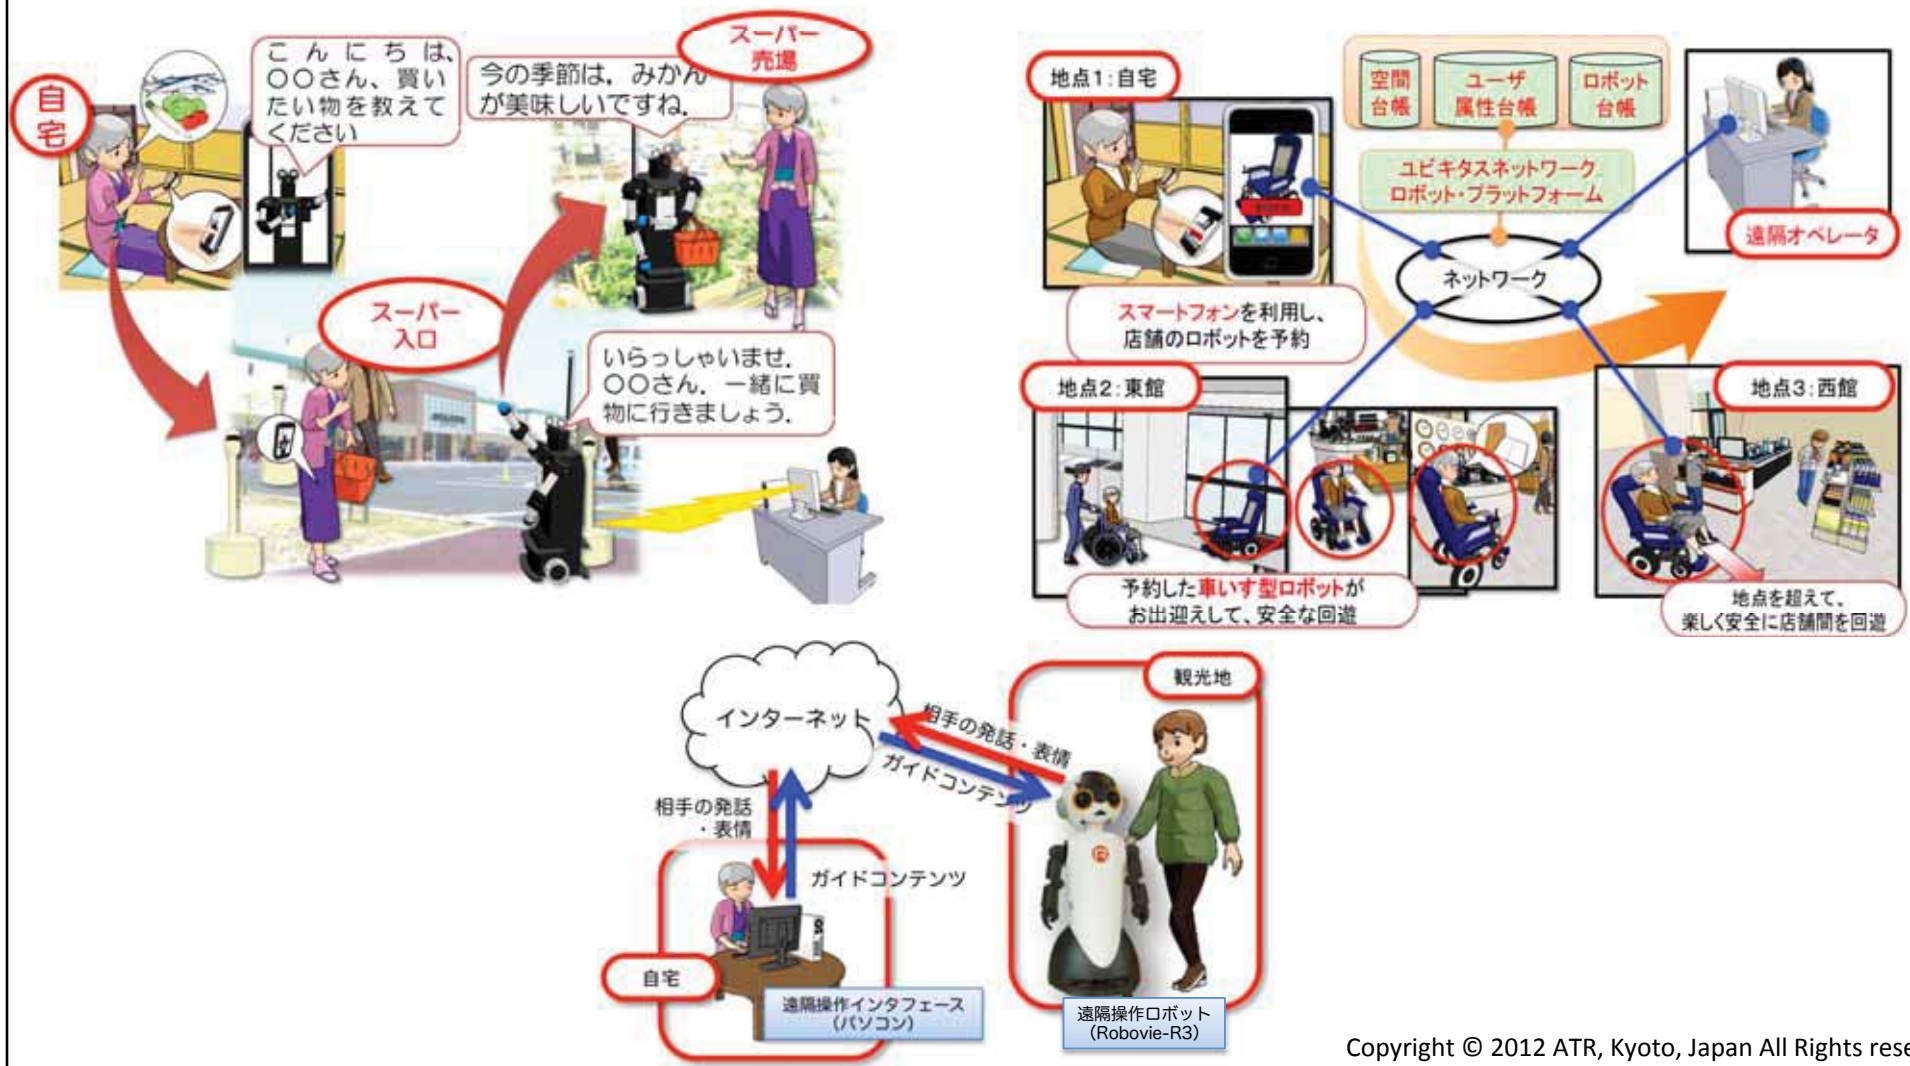 自
宅
こんにちは、
〇〇さん、買い
たい物を教えて
ください
今の季節は．みかん
が美味しいですね．
スーパー
売場
スーパー
入口
いらっしゃいませ．
〇〇さん．一緒に買
物に行きましょう．
地点1：自宅
空間
台帳
ユーザ
属性台帳
ロボット
台帳
ユビキタスネットワーク
ロボット・プラットフォーム
遠隔オペレータ
ネットワーク
スマートフォンを利用し、
店舗のロボットを予約
地点2：東館
地点3：西館
予約した車いす型ロボットが
お出迎えして、安全な回遊
地点を超えて、
楽しく安全に店舗間を回遊
インターネット
観光地
相手の発話・表情
ガイドコンテンツ
相手の発話
・表情
ガイドコンテンツ
自宅
遠隔操作インタフェース
（パソコン）
遠隔操作ロボット
（Robovie-R3）
Copyright © 2012 ATR, Kyoto, Japan All Rights rese